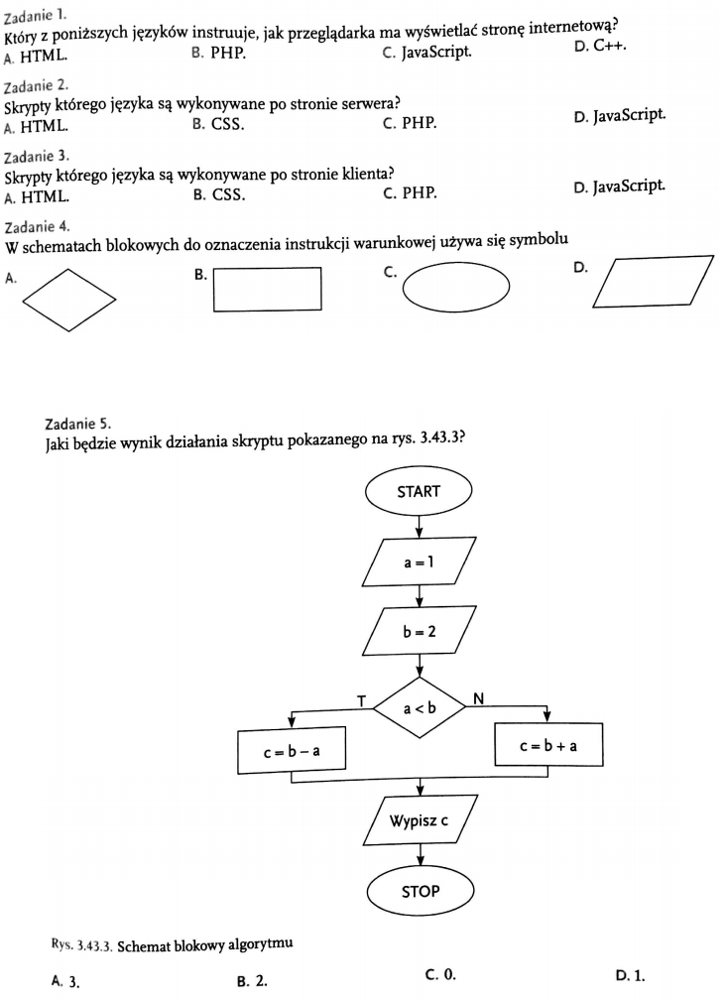 Zadanie 1.
Który z poniższych języków instruuje, jak przeglądarka ma wyświetlać stronę internetową?
A. HTML. B. PHP. C. JavaScript. D. C++.
Zadanie 2.
Skrypty którego języka są wykonywane po stronie serwera?
A. HTML. B. CSS. C. PHP. D. JavaScript.
Zadanie 3.
Skrypty którego języka są wykonywane po stronie klienta?
A. HTML. B. CSS. C. PHP. D. JavaScript.
Zadanie 4.
W schematach blokowych do oznaczenia instrukcji warunkowej używa się symbolu
A. B. C. D.
Zadanie 5.
Jaki będzie wynik działania skryptu pokazanego na rys. 3.43.3?
START
a = 1
b = 2
T a < b N
c = b – a c = b + a
Wypisz c
STOP
Rys. 3.43.3. Schemat blokowy algorytmu
A. 3. B. 2. C. 0. D. 1.